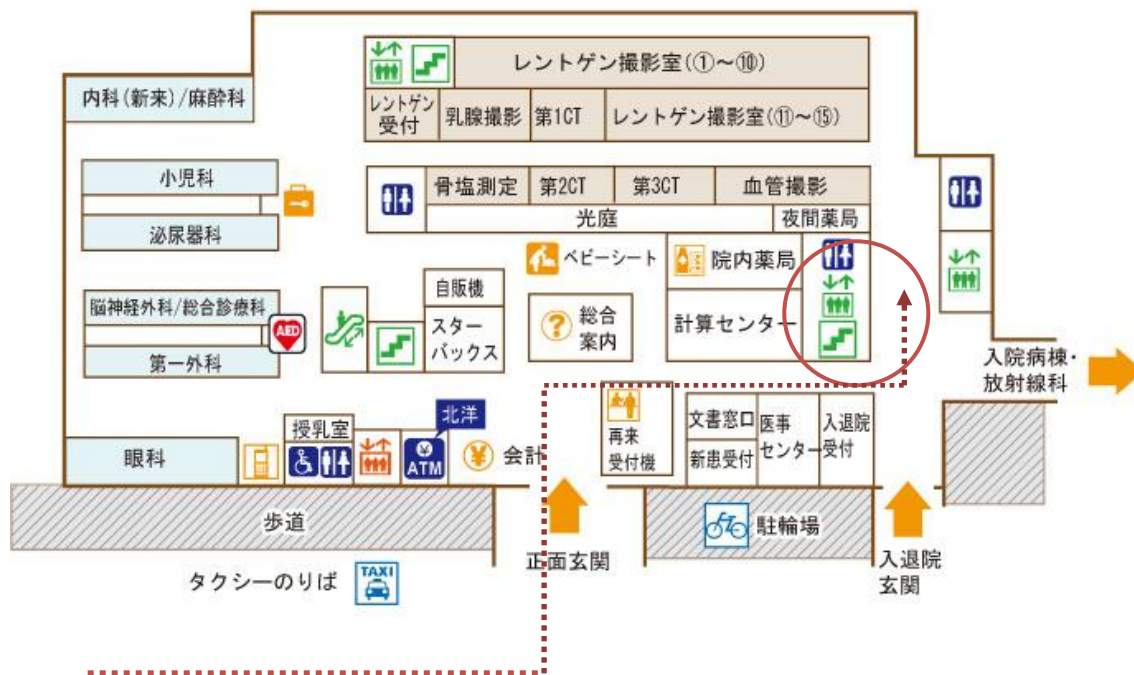 レントゲン撮影室(①～⑩)
内科(新来)/麻酔科
レントゲン
受付
乳腺撮影
第1CT
レントゲン撮影室(⑪～⑮)
小児科
泌尿器科
骨塩測定
第2CT
第3CT
血管撮影
光庭
夜間薬局
ベビーシート
院内薬局
自販機
スター
バックス
?
総合
案内
計算センター
脳神経外科/総合診療科
AED
第一外科
入院病棟・
放射線科
北洋
授乳室
眼科
¥
ATM
¥
会計
再来
受付機
文書窓口
新患受付
医事
センター
入退院
受付
歩道
駐輪場
正面玄関
入退院
玄関
タクシーのりば
TAXI